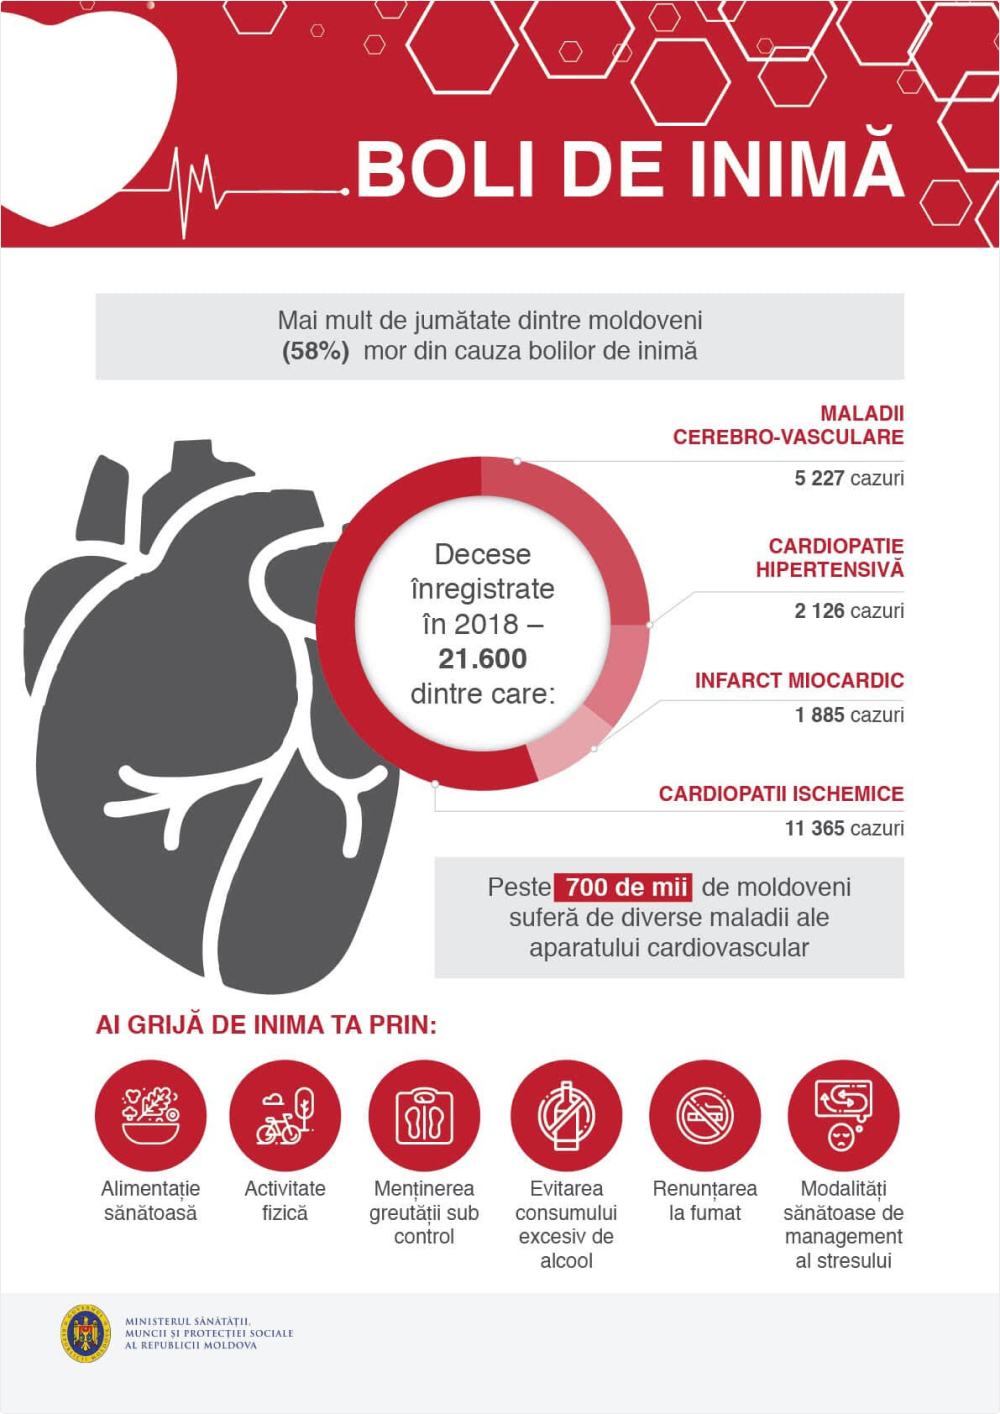 BOLI DE INIMĂ
Mai mult de jumătate dintre moldoveni
(58%) mor din cauza bolilor de inimă
MALADII
CEREBRO-VASCULARE
5 227 cazuri
CARDIOPATIE
HIPERTENSIVĂ
2 126 cazuri
INFARCT MIOCARDIC
1 885 cazuri
CARDIOPATII ISCHEMICE
11 365 cazuri
Decese
înregistrate
în 2018 –
21.600
dintre care:
Peste 700 de mii de moldoveni
suferă de diverse maladii ale
aparatului cardiovascular
AI GRIJĂ DE INIMA TA PRIN:
Alimentație
sănătoasă
Activitate
fizică
Menținerea
greutății sub
control
Evitarea
consumului
excesiv de
alcool
Renunțarea
la fumat
Modalități
sănătoase de
management
al stresului
MINISTERUL SĂNĂTĂȚII,
MUNCII ȘI PROTECȚIEI SOCIALE
AL REPUBLICII MOLDOVA